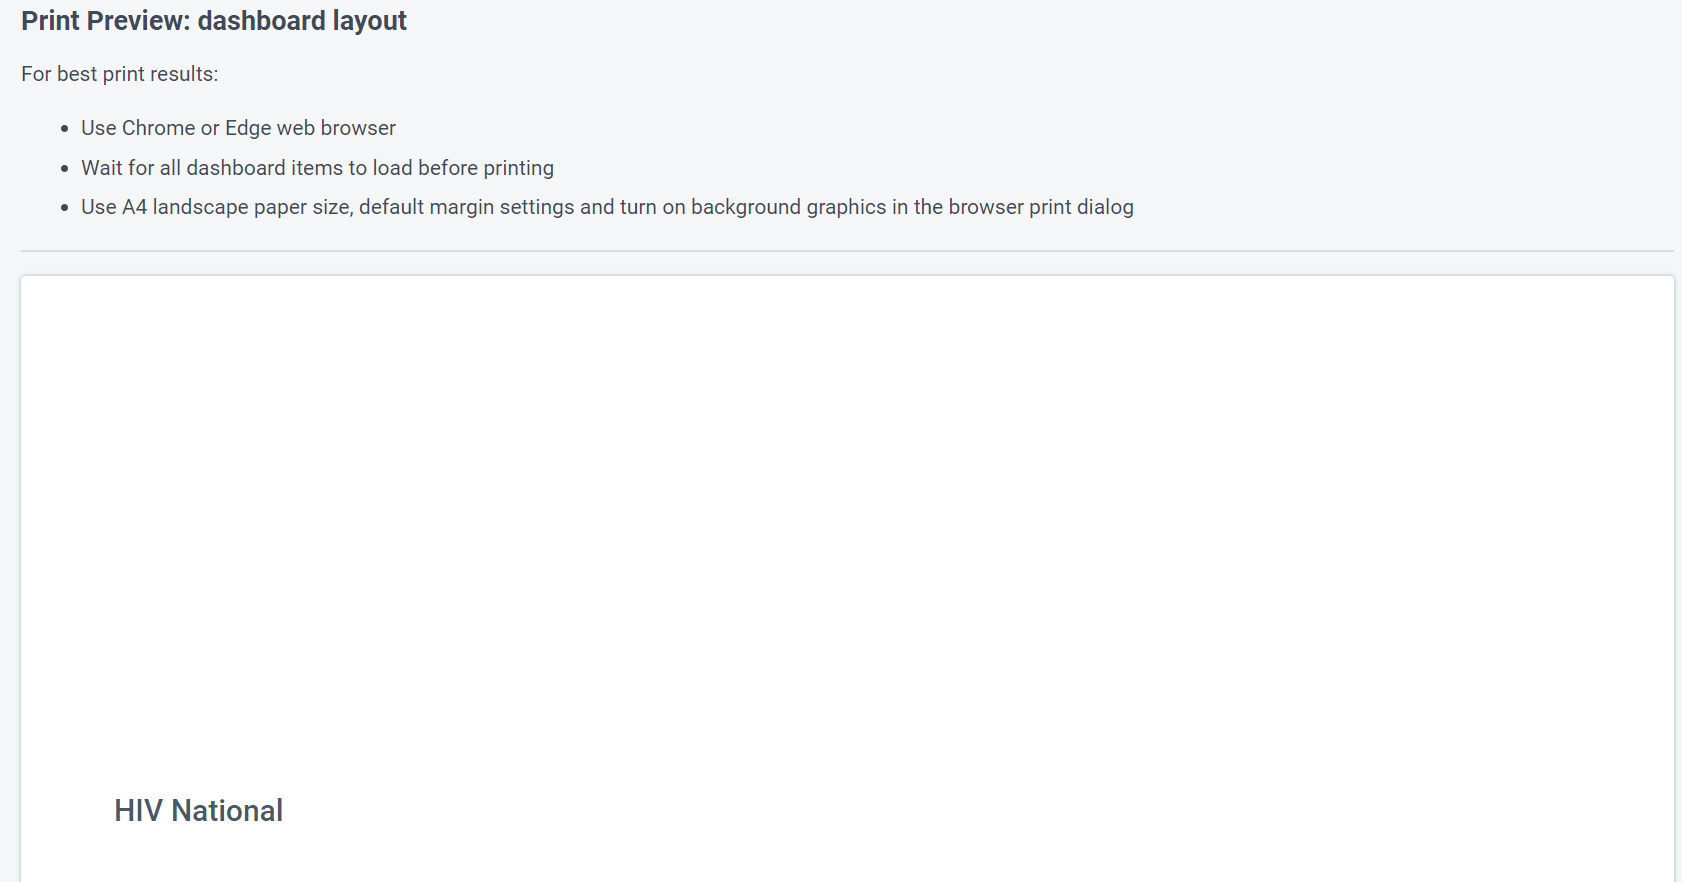 Print Preview: dashboard layout
For best print results:
Use Chrome or Edge web browser
Wait for all dashboard items to load before printing
Use A4 landscape paper size, default margin settings and turn on background graphics in the browser print dialog
HIV National